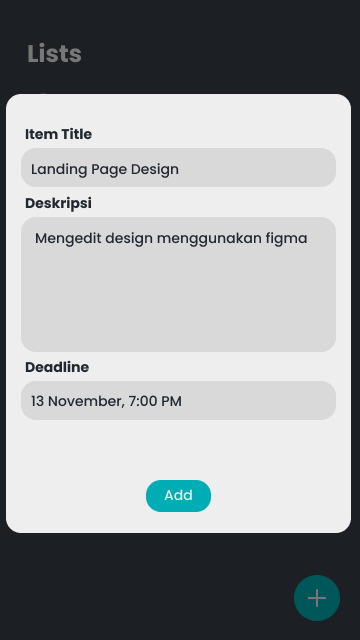 Lists
Item Title
Landing Page Design
Deskripsi
Mengedit design menggunakan figma
Deadline
13 November, 7:00 PM
Add